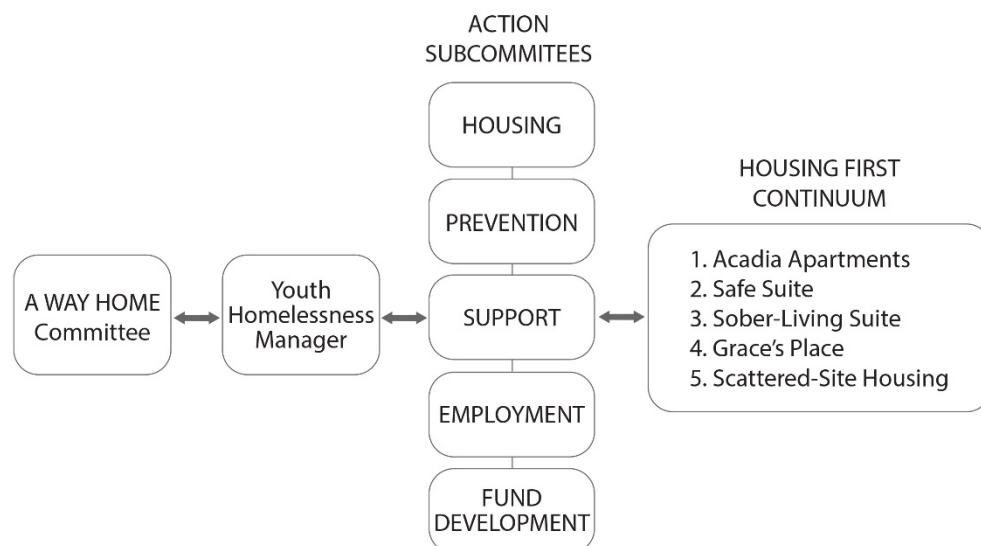 ACTION
SUBCOMMITEES
HOUSING
PREVENTION
A WAY HOME
Committee
Youth
Homelessness
Manager
SUPPORT
EMPLOYMENT
FUND
DEVELOPMENT
HOUSING FIRST
CONTINUUM
1. Acadia Apartments
2. Safe Suite
3. Sober-Living Suite
4. Grace's Place
5. Scattered-Site Housing